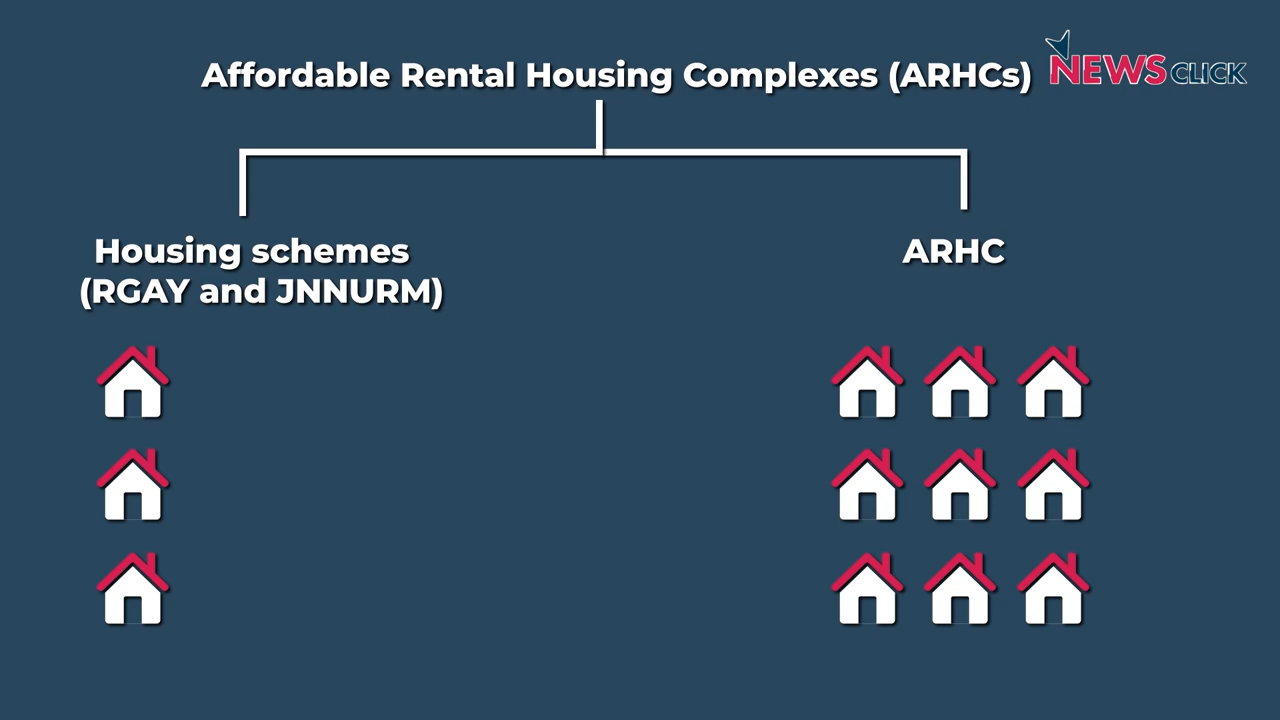 Affordable Rental Housing Complexes (ARHCs)
NEWSCLICK
Housing schemes
(RGAY and JNNURM)
ARHC